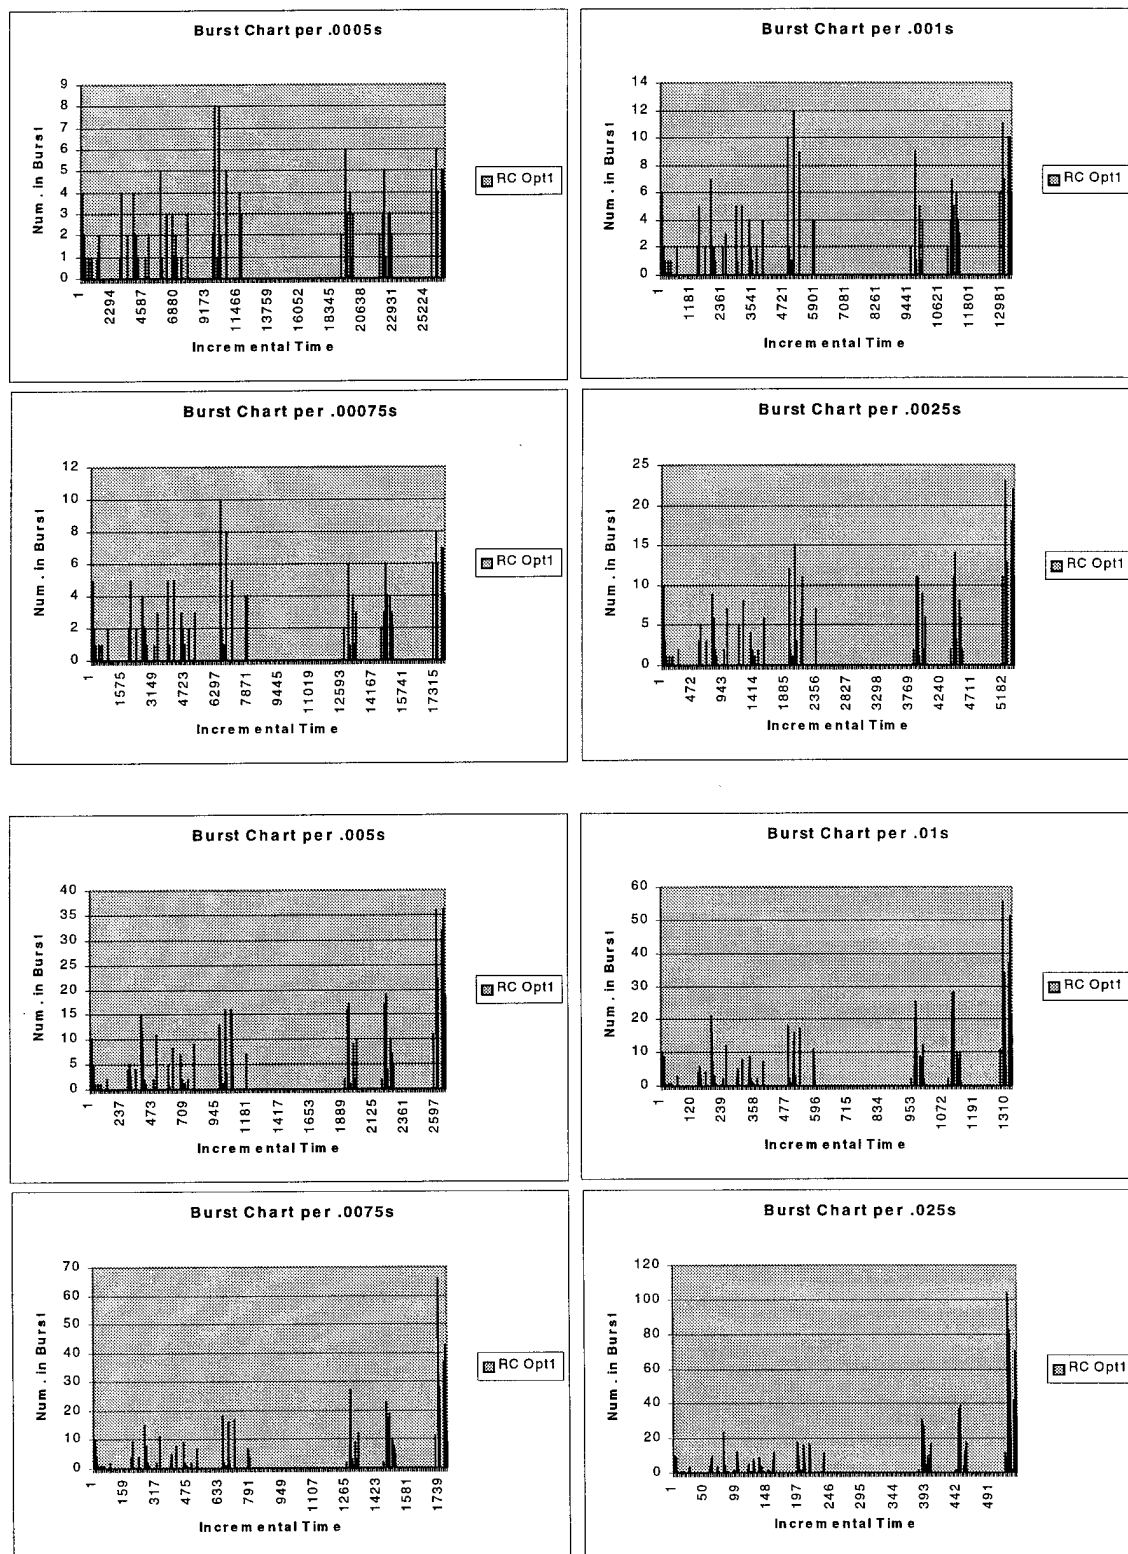 Burst Chart per .0005s
Num. in Burst
9
8
7
6
5
4
3
2
1
0
1 2294 4587 6880 9173 11466 13759 16052 18345 20638 22931 25224
Incremental Time
RC Opt1
Burst Chart per .001s
Num. in Burst
14
12
10
8
6
4
2
0
1 1181 2361 3541 4721 5901 7081 8261 9441 10621 11801 12981
Incremental Time
RC Opt1
Burst Chart per .00075s
Num. in Burst
12
10
8
6
4
2
0
1 1575 3149 4723 6297 7871 9445 11019 12593 14167 15741 17315
Incremental Time
RC Opt1
Burst Chart per .0025s
Num. in Burst
25
20
15
10
5
0
1 472 943 1414 1885 2356 2827 3298 3769 4240 4711 5182
Incremental Time
RC Opt1
Burst Chart per .005s
Num. in Burst
40
35
30
25
20
15
10
5
0
1 237 473 709 945 1181 1417 1653 1889 2125 2361 2597
Incremental Time
RC Opt1
Burst Chart per .01s
Num. in Burst
60
50
40
30
20
10
0
1 120 239 358 477 596 715 834 953 1072 1191 1310
Incremental Time
RC Opt1
Burst Chart per .0075s
Num. in Burst
70
60
50
40
30
20
10
0
1 159 317 475 633 791 949 1107 1265 1423 1581 1739
Incremental Time
RC Opt1
Burst Chart per .025s
Num. in Burst
120
100
80
60
40
20
0
1 50 99 148 197 246 295 344 393 442 491
Incremental Time
RC Opt1